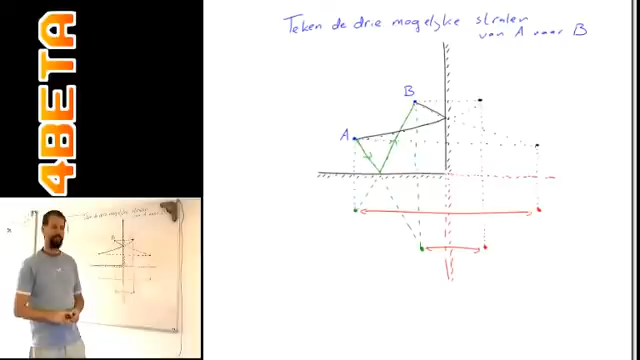 Teken de drie mogelijke stralen
van A naar B
B
A
4BETA